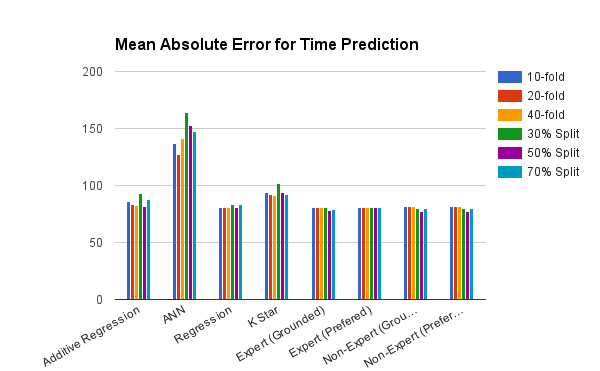 Mean Absolute Error for Time Prediction
200
150
100
50
0
10-fold
20-fold
40-fold
30% Split
50% Split
70% Split
Additive Regression
ANN
Regression
K Star
Expert (Grounded)
Expert (Prefered)
Non-Expert (Grou...
Non-Expert (Prefer...